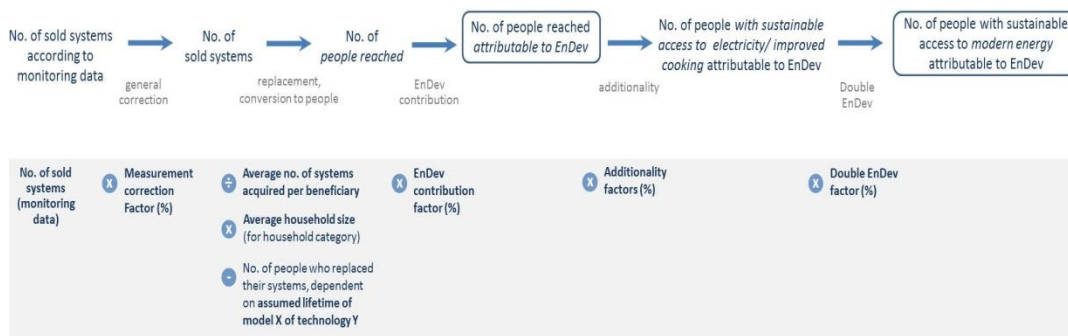 No. of sold systems
according to
monitoring data
general
correction
No. of
sold systems
replacement,
conversion to people
No. of
people reached
EnDev
contribution
No. of people reached
attributable to EnDev
additionality
No. of people with sustainable
access to electricity/ improved
cooking attributable to EnDev
Double
EnDev
No. of people with sustainable
access to modern energy
attributable to EnDev
No. of sold
systems
(monitoring
data)
x
Measurement
correction
Factor (%)
÷
Average no. of systems
acquired per beneficiary
x
Average household size
(for household category)
-
No. of people who replaced
their systems, dependent
on assumed lifetime of
model X of technology Y
x
EnDev
contribution
factor (%)
x
Additionality
factors (%)
x
Double EnDev
factor (%)